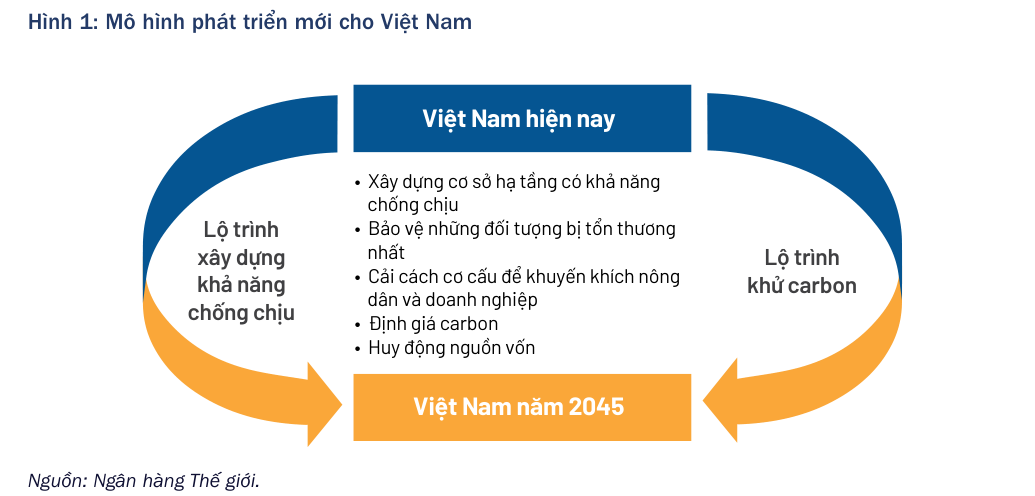 Hình 1: Mô hình phát triển mới cho Việt Nam
Việt Nam hiện nay
• Xây dựng cơ sở hạ tầng có khả năng
chống chịu
• Bảo vệ những đối tượng bị tổn thương
nhất
• Cải cách cơ cấu để khuyến khích nông
dân và doanh nghiệp
• Định giá carbon
• Huy động nguồn vốn
Lộ trình
xây dựng
khả năng
chống chịu
Lộ trình
khử carbon
Việt Nam năm 2045
Nguồn: Ngân hàng Thế giới.